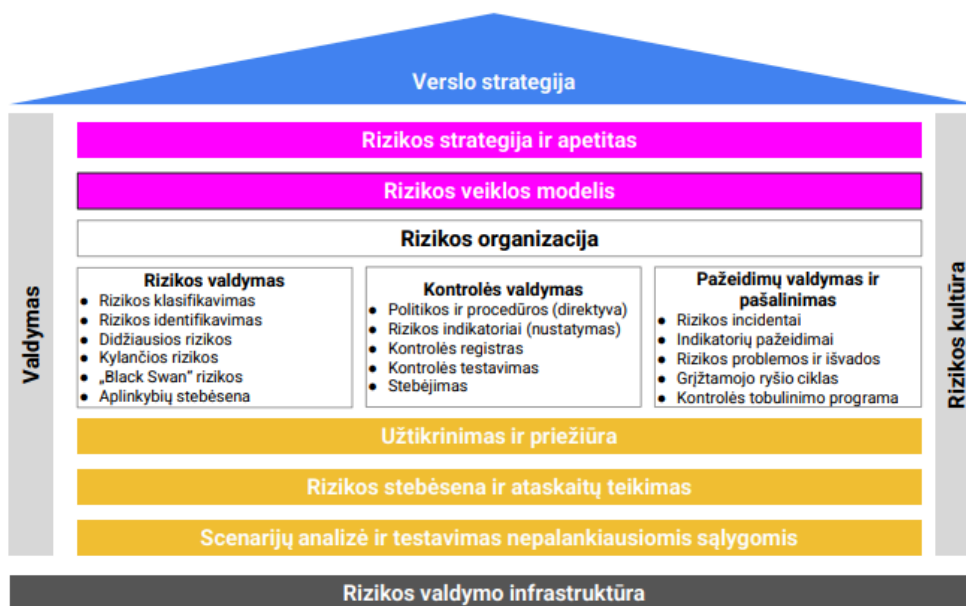 Verslo strategija
Valdymas
Rizikos strategija ir apetitas
Rizikos veiklos modelis
Rizikos organizacija
Rizikos valdymas
● Rizikos klasifikavimas
● Rizikos identifikavimas
● Didžiausios rizikos
● Kylančios rizikos
● „Black Swan" rizikos
● Aplinkybių stebėsena
Kontrolės valdymas
● Politikos ir procedūros (direktyva)
● Rizikos indikatoriai (nustatymas)
● Kontrolės registras
● Kontrolės testavimas
● Stebėjimas
Pažeidimų valdymas ir
pašalinimas
● Rizikos incidentai
● Indikatorių pažeidimai
● Rizikos problemos ir išvados
● Grįžtamojo ryšio ciklas
● Kontrolės tobulinimo programa
Užtikrinimas ir priežiūra
Rizikos stebėsena ir ataskaitų teikimas
Scenarijų analizė ir testavimas nepalankiausiomis sąlygomis
Rizikos kultūra
Rizikos valdymo infrastruktūra